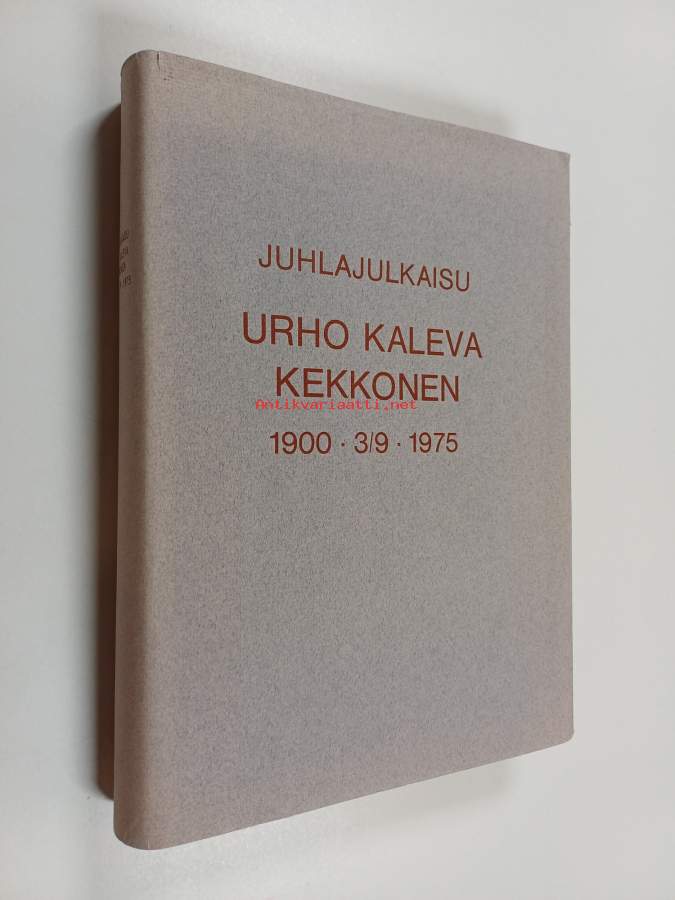 JUHLAJULKAISU
URHO KALEVA
KEKKONEN
Antikvariaatti.net
1900 · 3/9 · 1975